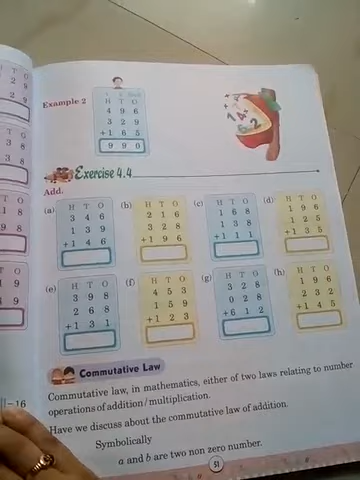 Example 2
H T O
4 9 6
3 2 9
+ 1 6 5
9 9 0
Exercise 4.4
Add.
(a)
H T O
3 4 6
1 3 9
+ 1 4 6
(b)
H T O
2 1 6
3 2 8
+ 1 9 6
(c)
H T O
1 6 8
1 3 8
+ 1 1 1
(d)
H T O
1 9 6
1 2 5
+ 1 3 5
(e)
H T O
3 9 8
2 6 8
+ 1 3 1
(f)
H T O
4 5 3
1 5 9
+ 1 2 3
(g)
H T O
3 2 8
0 2 8
+ 6 1 2
(h)
H T O
1 9 6
2 3 2
+ 1 4 5
Commutative Law
Commutative law, in mathematics, either of two laws relating to number
operations of addition/multiplication.
Have we discuss about the commutative law of addition.
Symbolically
a and b are two non zero number.
51